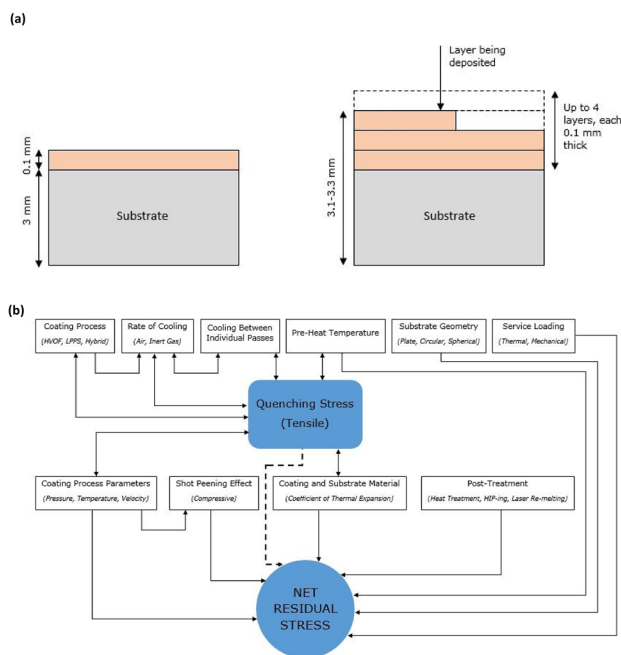 (a)
Layer being
deposited
0.1 mm
3 mm
Substrate
3.1-3.3 mm
Up to 4
layers, each
0.1 mm
thick
Substrate
(b)
Coating Process
(HVOF, LPPS, Hybrid)
Rate of Cooling
(Air, Inert Gas)
Cooling Between
Individual Passes
Pre-Heat Temperature
Substrate Geometry
(Plate, Circular, Spherical)
Service Loading
(Thermal, Mechanical)
Quenching Stress
(Tensile)
Coating Process Parameters
(Pressure, Temperature, Velocity)
Shot Peening Effect
(Compressive)
Coating and Substrate Material
(Coefficient of Thermal Expansion)
Post-Treatment
(Heat Treatment, HIP-ing, Laser Re-melting)
NET
RESIDUAL
STRESS